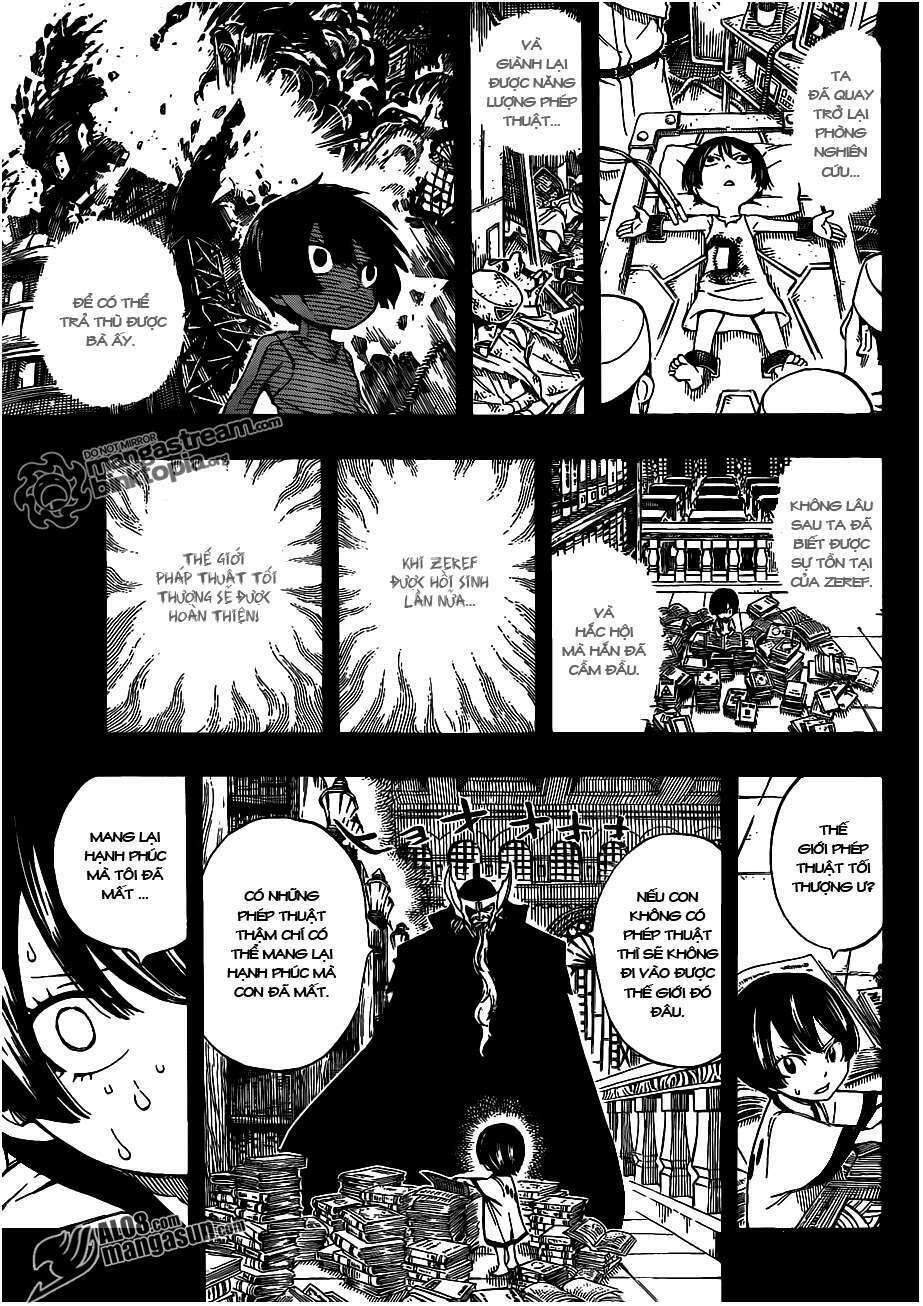 TA
ĐÃ QUAY
TRỞ LẠI
PHÒNG
NGHIÊN
CỨU...
VÀ
GIÀNH LẠI
ĐƯỢC NĂNG
LƯỢNG PHÉP
THUẬT...
ĐỂ CÓ THỂ
TRẢ THÙ ĐƯỢC
BÀ ẤY.
DO NOT MIRROR
mangastream.com
binktopia.org
KHÔNG LÂU
SAU TA ĐÃ
BIẾT ĐƯỢC
SỰ TỒN TẠI
CỦA ZEREF.
VÀ
HẮC HỘI
MÀ HẮN ĐÃ
CẦM ĐẦU.
KHI ZEREF
ĐƯỢC HỒI SINH
LẦN NỮA...
THẾ GIỚI
PHÁP THUẬT TỐI
THƯỢNG SẼ ĐƯỢC
HOÀN THIỆN!
THẾ
GIỚI PHÉP
THUẬT TỐI
THƯỢNG Ư?
NẾU CON
KHÔNG CÓ
PHÉP THUẬT
THÌ SẼ KHÔNG
ĐI VÀO ĐƯỢC
THẾ GIỚI ĐÓ
ĐÂU.
CÓ NHỮNG
PHÉP THUẬT
THẬM CHÍ CÓ
THỂ MANG LẠI
HẠNH PHÚC MÀ
CON ĐÃ MẤT.
MANG LẠI
HẠNH PHÚC
MÀ TÔI ĐÃ
MẤT ...
VALO8.com
mangasun.com